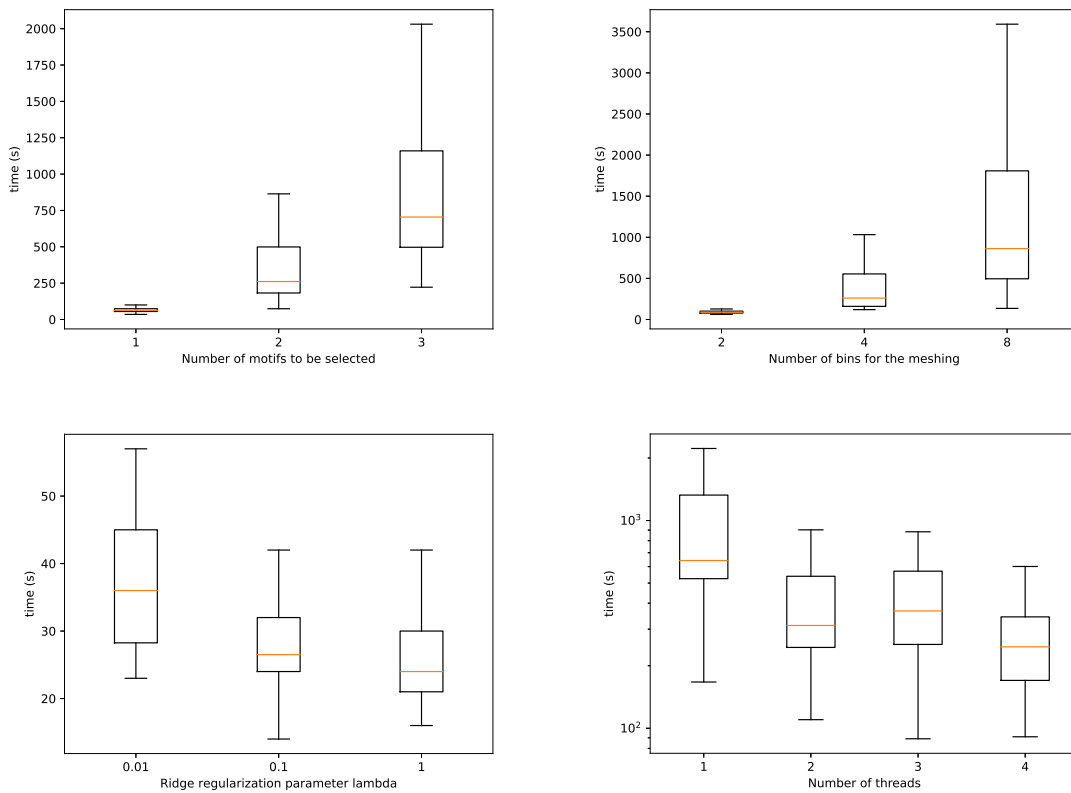 time (s)
2000
1750
1500
1250
1000
750
500
250
0
1 2 3
Number of motifs to be selected
time (s)
3500
3000
2500
2000
1500
1000
500
0
2 4 8
Number of bins for the meshing
time (s)
50
40
30
20
0.01 0.1 1
Ridge regularization parameter lambda
time (s)
10³
10²
1 2 3 4
Number of threads